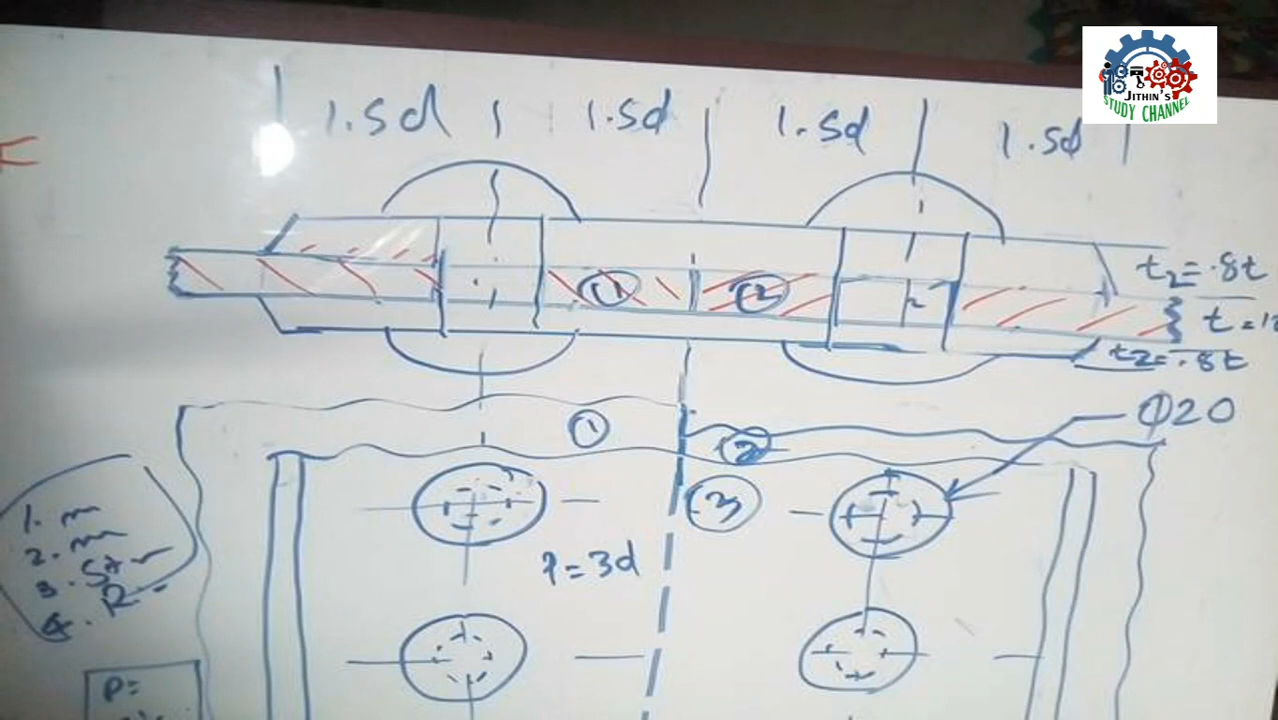 JITHIN'S
STUDY CHANNEL
1.5d 1.5d 1.5d 1.5d
t2=.8t
① ②
t2=.8t
Φ20
①
②
③
P=3d
1.
2.
3.
4. R
P=